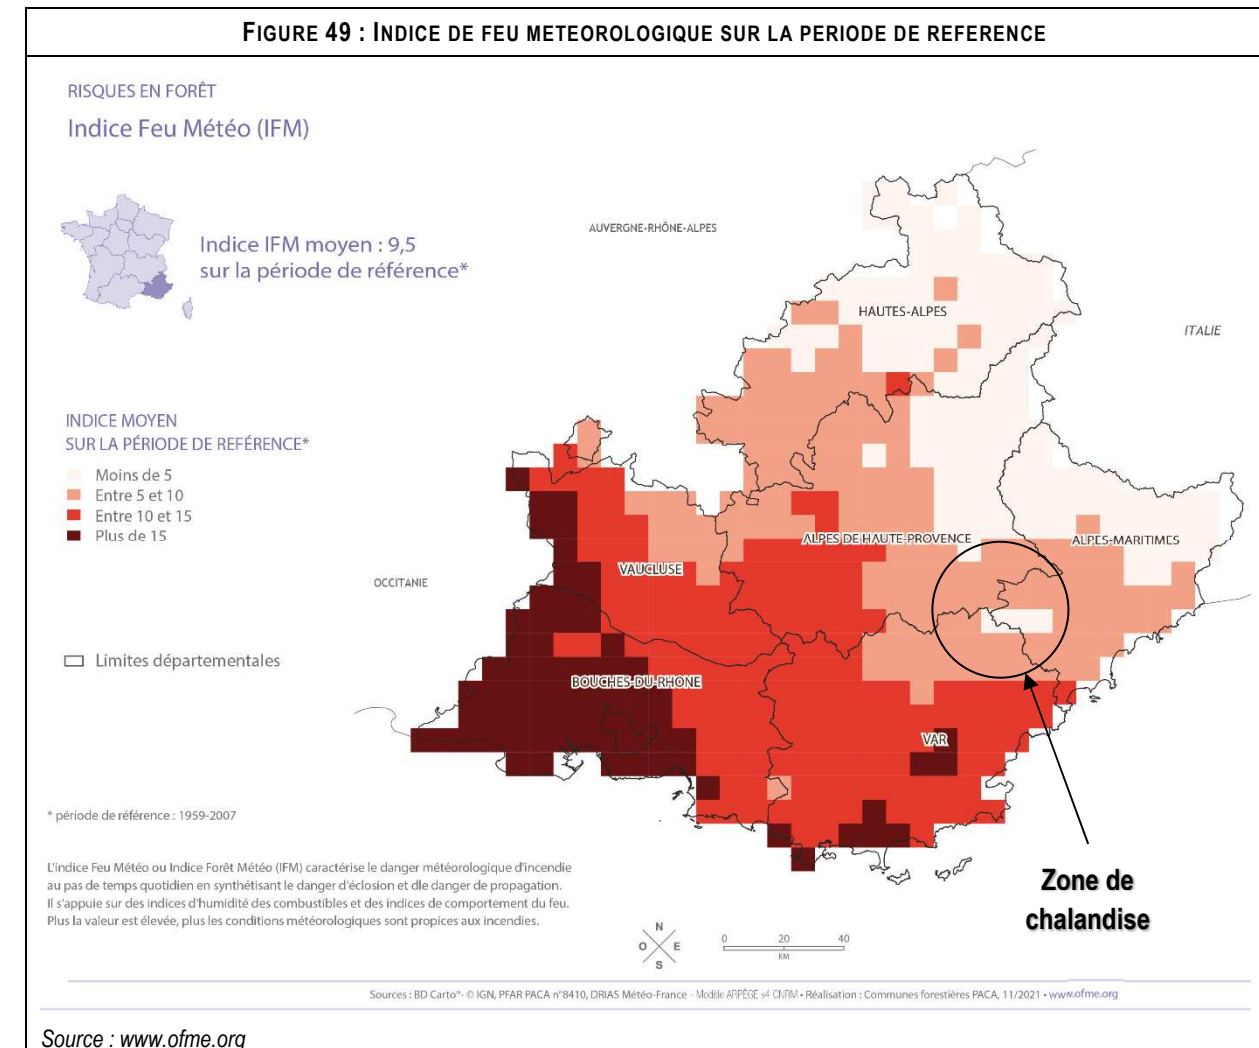 FIGURE 49 : INDICE DE FEU METEOROLOGIQUE SUR LA PERIODE DE REFERENCE
RISQUES EN FORÊT
Indice Feu Météo (IFM)
AUVERGNE-RHÔNE-ALPES
Indice IFM moyen : 9,5
sur la période de référence*
HAUTES-ALPES
ITALIE
INDICE MOYEN
SUR LA PÉRIODE DE REFÉRENCE*
Moins de 5
Entre 5 et 10
Entre 10 et 15
Plus de 15
ALPES DE HAUTE-PROVENCE
ALPES-MARITIMES
VAUCLUSE
OCCITANIE
Limites départementales
BOUCHES-DU-RHONE
VAR
* période de référence : 1959-2007
L'indice Feu Météo ou Indice Forêt Météo (IFM) caractérise le danger météorologique d'incendie
au pas de temps quotidien en synthétisant le danger d'éclosion et dle danger de propagation.
Il s'appuie sur des indices d'humidité des combustibles et des indices de comportement du feu.
Plus la valeur est élevée, plus les conditions météorologiques sont propices aux incendies.
Zone de
chalandise
N
O E
S
0 20 40
KM
Sources : BD Carto®- © IGN, PFAR PACA n°8410, DRIAS Météo-France - Modèle ARPÈGE v4 CNRM • Réalisation : Communes forestières PACA, 11/2021 • www.ofme.org
Source : www.ofme.org